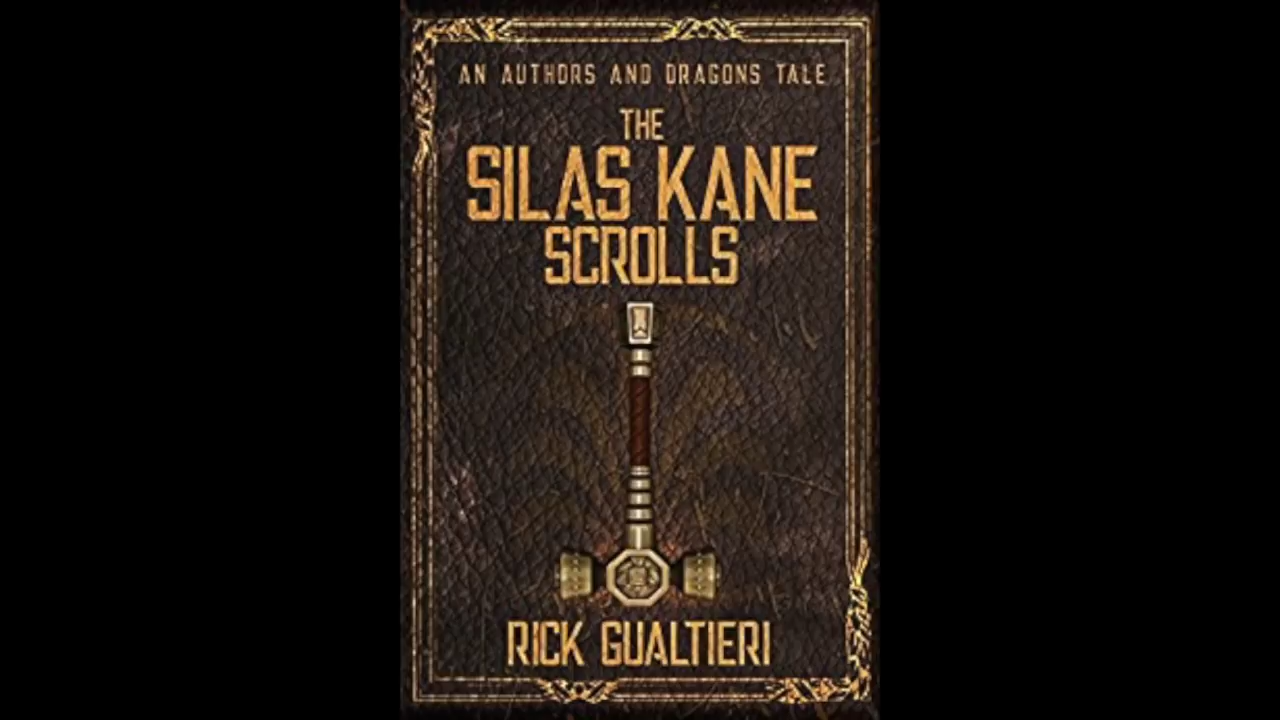 AN AUTHORS AND DRAGONS TALE
THE
SILAS KANE
SCROLLS
RICK GUALTIERI